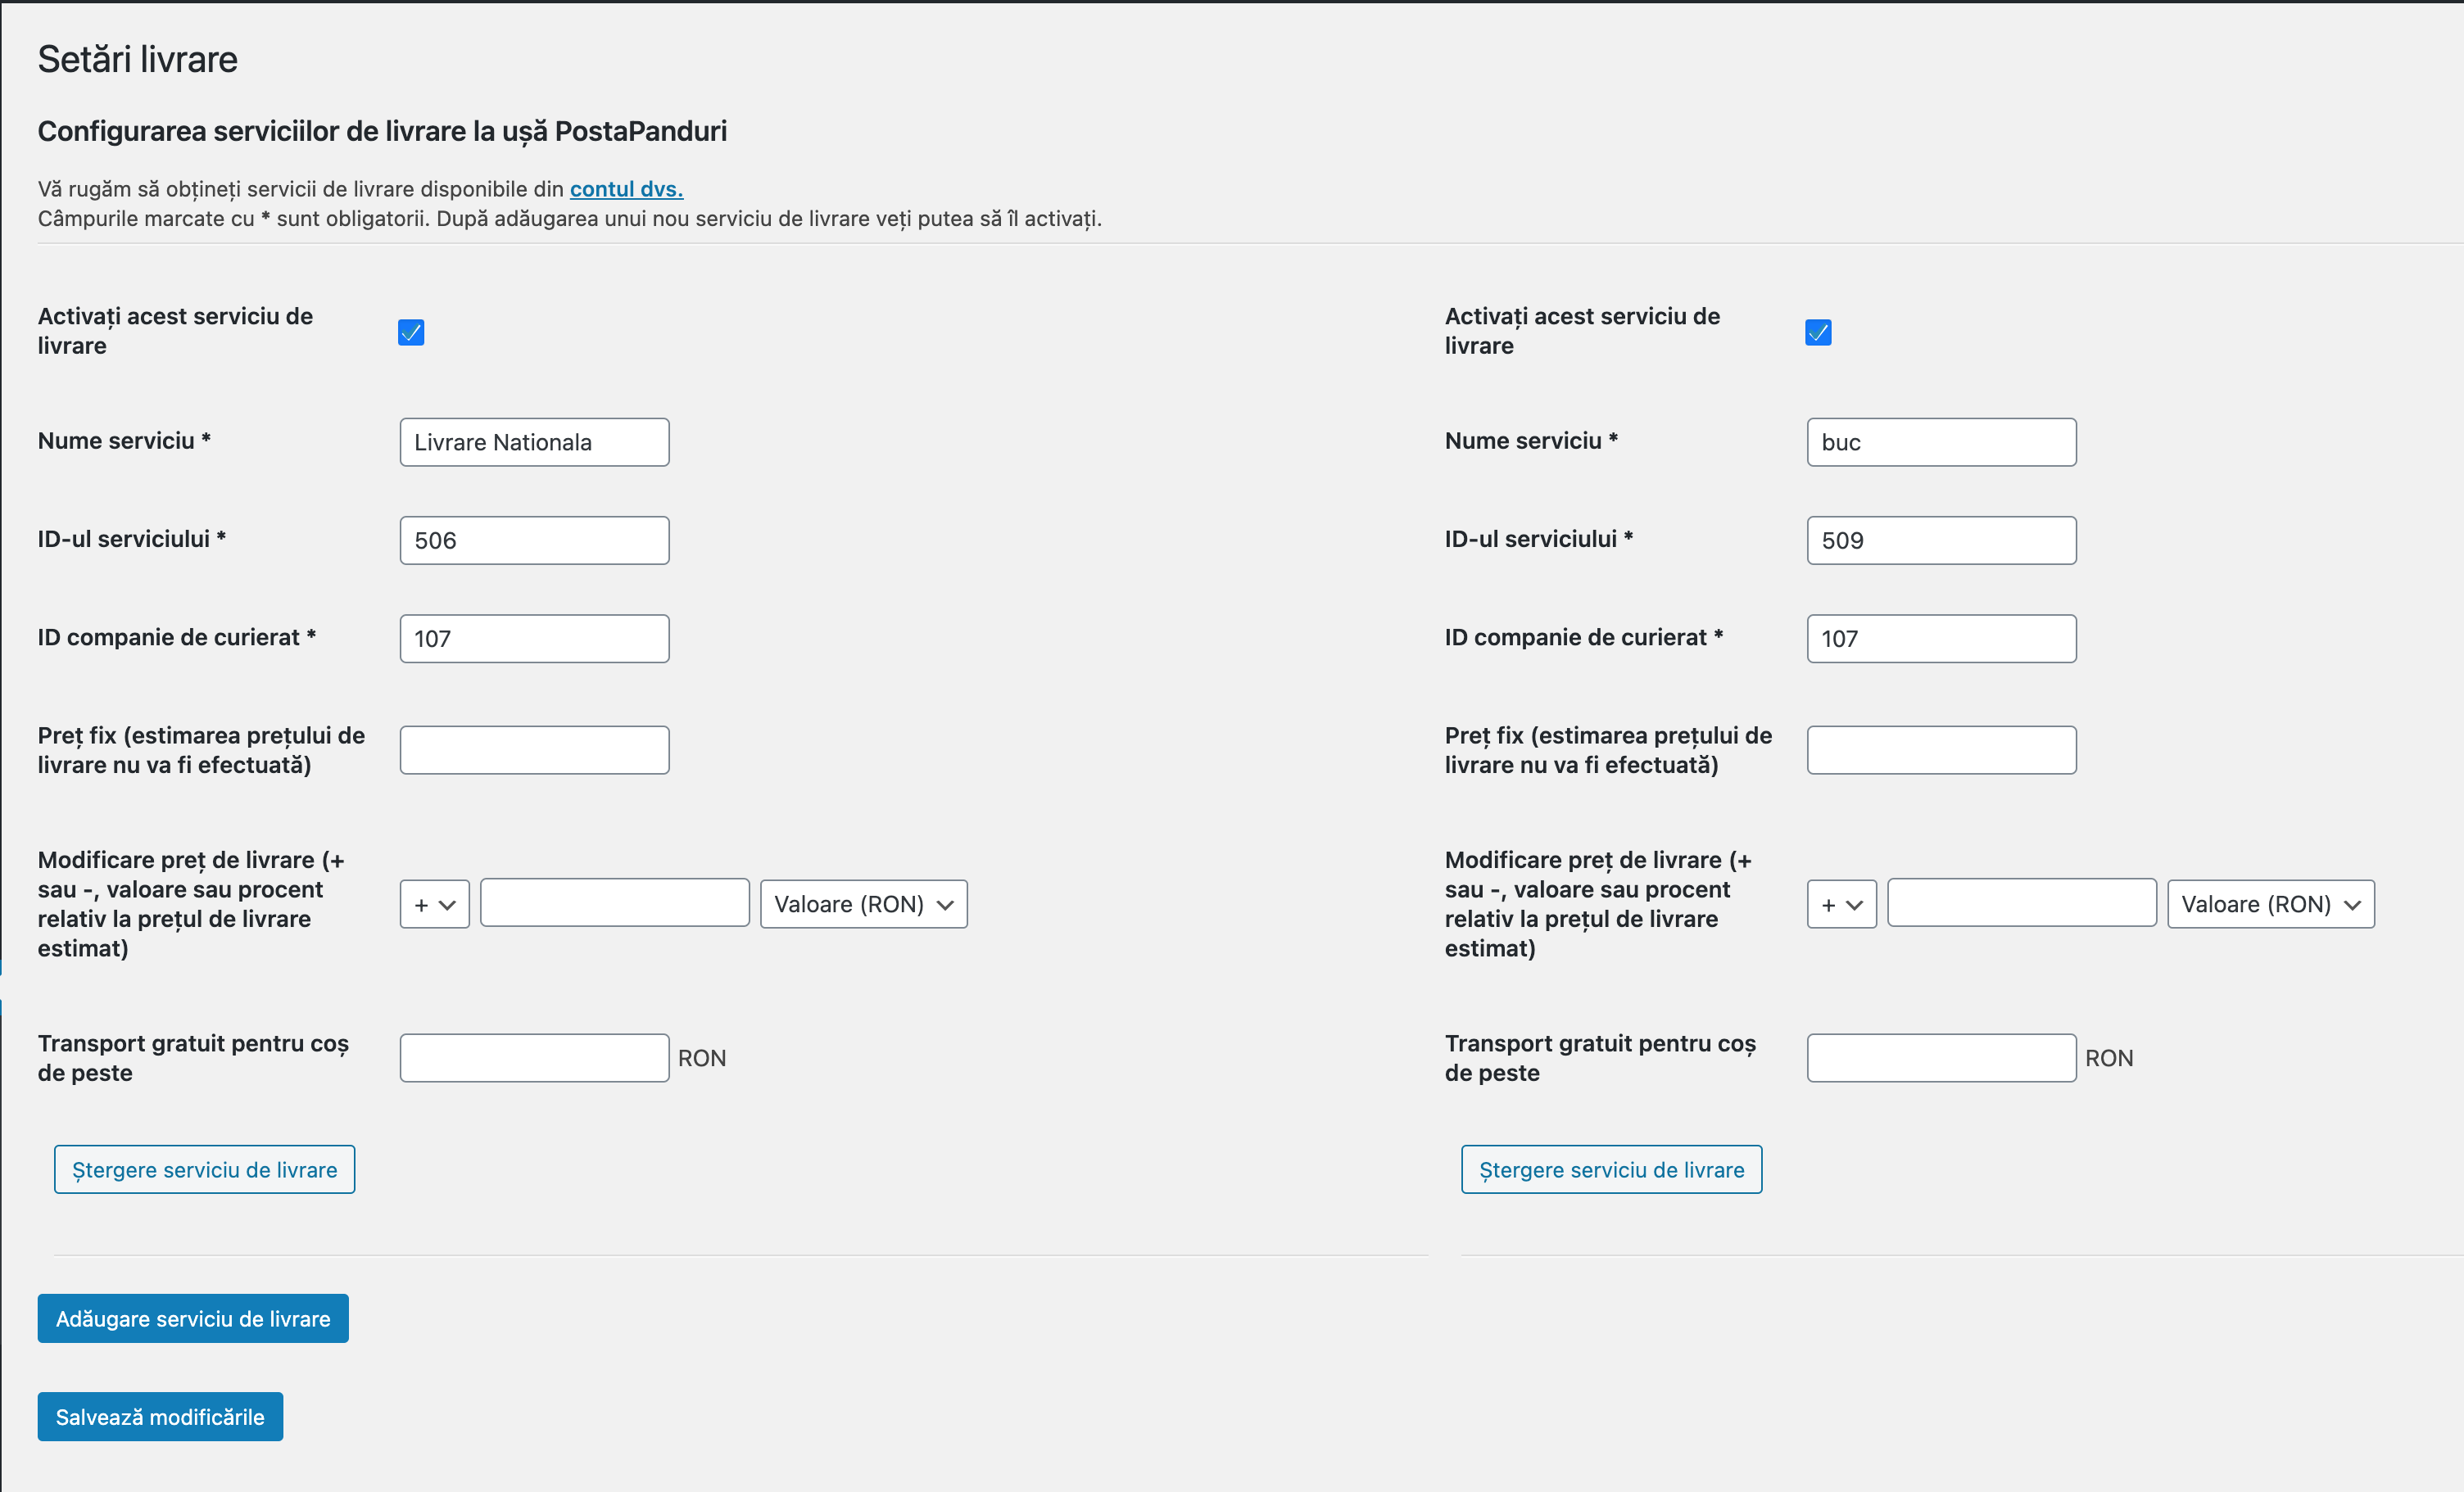 Setări livrare
Configurarea serviciilor de livrare la ușă PostaPanduri
Vă rugăm să obțineți servicii de livrare disponibile din contul dvs.
Câmpurile marcate cu * sunt obligatorii. După adăugarea unui nou serviciu de livrare veți putea să îl activați.
Activați acest serviciu de
livrare
Nume serviciu *
Livrare Nationala
ID-ul serviciului *
506
ID companie de curierat *
107
Preț fix (estimarea prețului de
livrare nu va fi efectuată)
Modificare preț de livrare (+
sau -, valoare sau procent
relativ la prețul de livrare
estimat)
+
Valoare (RON)
Transport gratuit pentru coș
de peste
RON
Ștergere serviciu de livrare
Activați acest serviciu de
livrare
Nume serviciu *
buc
ID-ul serviciului *
509
ID companie de curierat *
107
Preț fix (estimarea prețului de
livrare nu va fi efectuată)
Modificare preț de livrare (+
sau -, valoare sau procent
relativ la prețul de livrare
estimat)
+
Valoare (RON)
Transport gratuit pentru coș
de peste
RON
Ștergere serviciu de livrare
Adăugare serviciu de livrare
Salvează modificările